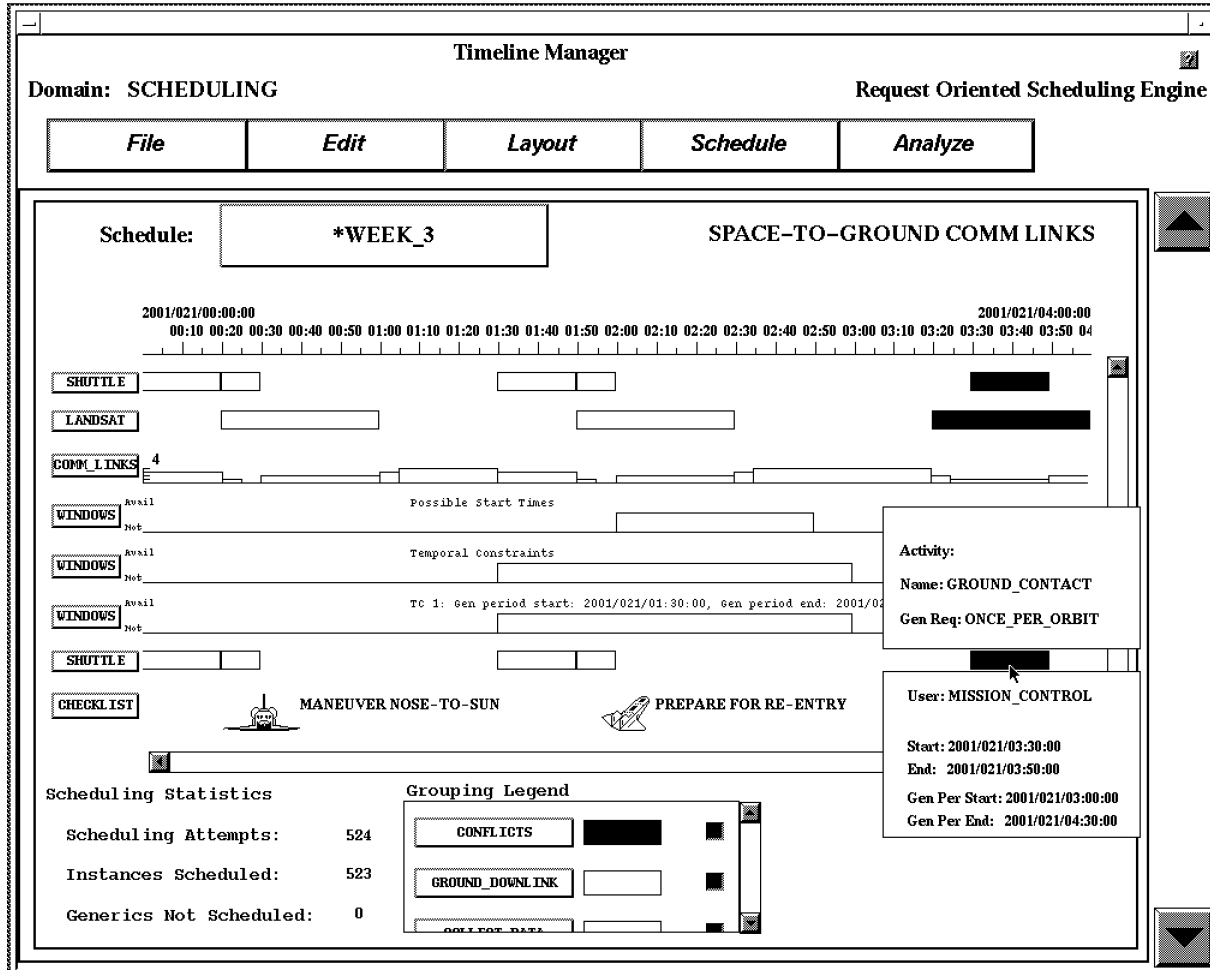 Timeline Manager
?
Domain: SCHEDULING
Request Oriented Scheduling Engine
File Edit Layout Schedule Analyze
Schedule: *WEEK_3 SPACE-TO-GROUND COMM LINKS
2001/021/00:00:00 2001/021/04:00:00
00:10 00:20 00:30 00:40 00:50 01:00 01:10 01:20 01:30 01:40 01:50 02:00 02:10 02:20 02:30 02:40 02:50 03:00 03:10 03:20 03:30 03:40 03:50 04
SHUTTLE
LANDSAT
COMM_LINKS 4
WINDOWS Avail Not Possible Start Times
WINDOWS Avail Not Temporal Constraints
WINDOWS Avail Not TC 1: Gen period start: 2001/021/01:30:00, Gen period end: 2001/02
SHUTTLE
CHECKLIST MANEUVER NOSE-TO-SUN PREPARE FOR RE-ENTRY
Activity:
Name: GROUND_CONTACT
Gen Req: ONCE_PER_ORBIT
User: MISSION_CONTROL
Start: 2001/021/03:30:00
End: 2001/021/03:50:00
Gen Per Start: 2001/021/03:00:00
Gen Per End: 2001/021/04:30:00
Scheduling Statistics
Scheduling Attempts: 524
Instances Scheduled: 523
Generics Not Scheduled: 0
Grouping Legend
CONFLICTS
GROUND_DOWNLINK